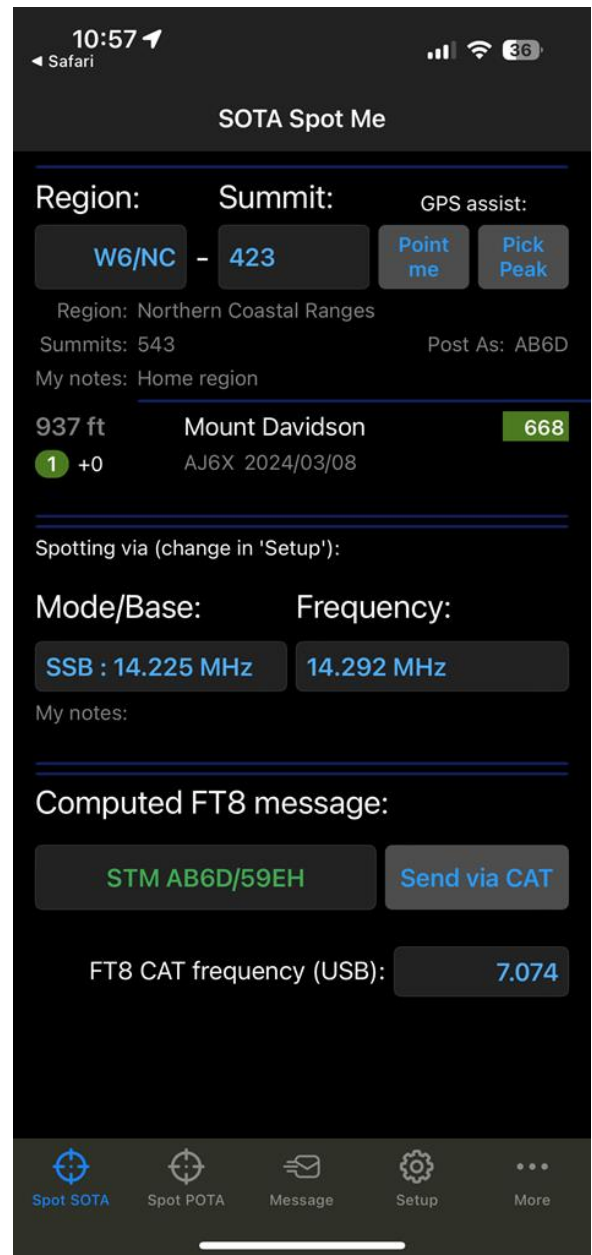 10:57
◀ Safari
36
SOTA Spot Me
Region: Summit: GPS assist:
W6/NC - 423 Point me Pick Peak
Region: Northern Coastal Ranges
Summits: 543 Post As: AB6D
My notes: Home region
937 ft Mount Davidson 668
1 +0 AJ6X 2024/03/08
Spotting via (change in 'Setup'):
Mode/Base: Frequency:
SSB : 14.225 MHz 14.292 MHz
My notes:
Computed FT8 message:
STM AB6D/59EH Send via CAT
FT8 CAT frequency (USB): 7.074
Spot SOTA Spot POTA Message Setup More